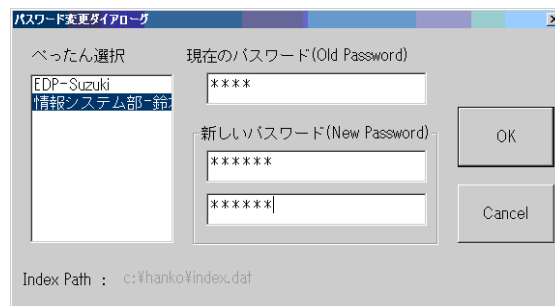 パスワード変更ダイアローグ
ぺったん選択
現在のパスワード(Old Password)
EDP-Suzuki
情報システム部-鈴
****
新しいパスワード(New Password)
******
******
OK
Cancel
Index Path : c:¥hanko¥index.dat